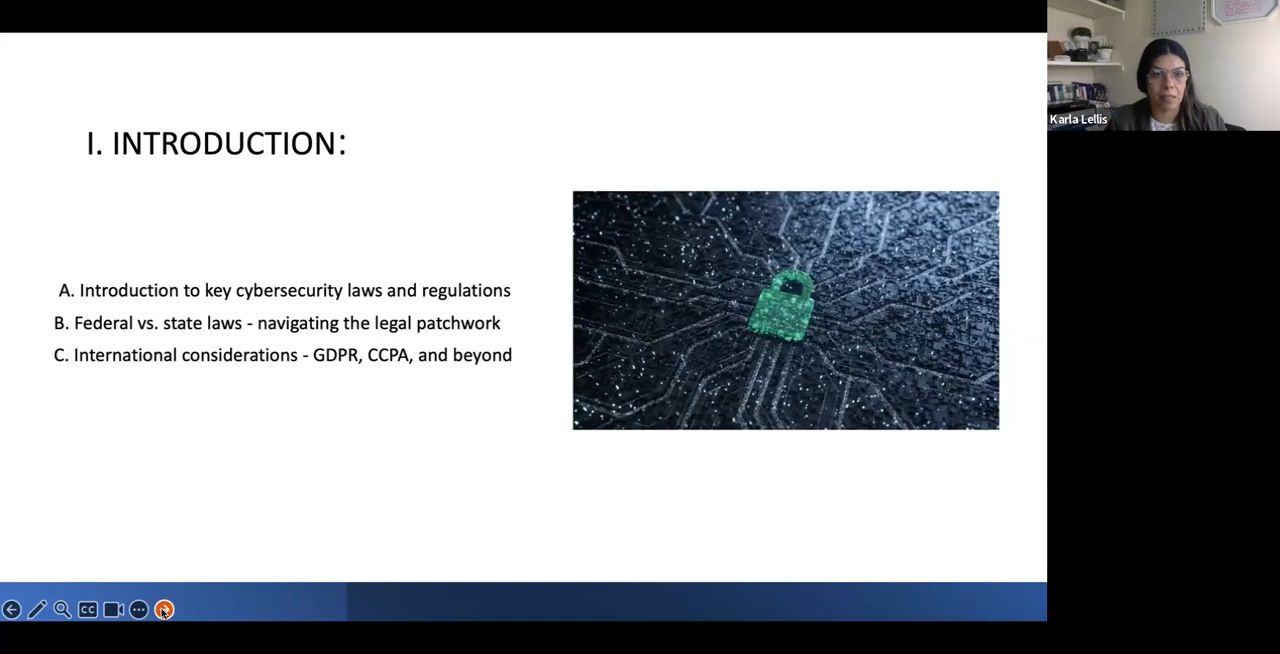 I. INTRODUCTION:
A. Introduction to key cybersecurity laws and regulations
B. Federal vs. state laws - navigating the legal patchwork
C. International considerations - GDPR, CCPA, and beyond
Karla Lellis
CC